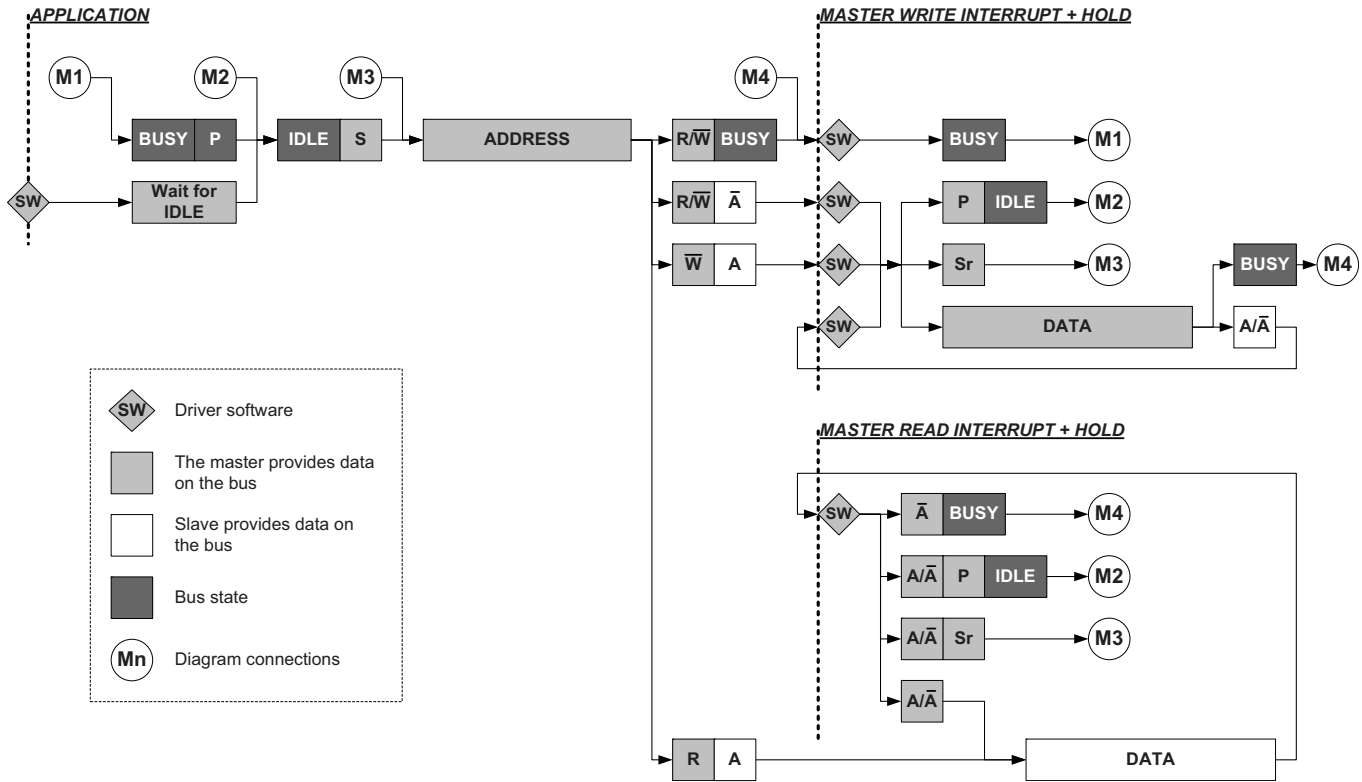 APPLICATION
MASTER WRITE INTERRUPT + HOLD
M1
M2
M3
M4
BUSY P
IDLE S
ADDRESS
R/W̅ BUSY
SW
BUSY
M1
SW
Wait for
IDLE
R/W̅ A̅
SW
P IDLE
M2
W̅ A
SW
Sr
M3
BUSY
M4
SW
DATA
A/A̅
SW
Driver software
The master provides data
on the bus
Slave provides data on
the bus
Bus state
Mn
Diagram connections
MASTER READ INTERRUPT + HOLD
SW
A̅ BUSY
M4
A/A̅ P IDLE
M2
A/A̅ Sr
M3
A/A̅
R A
DATA